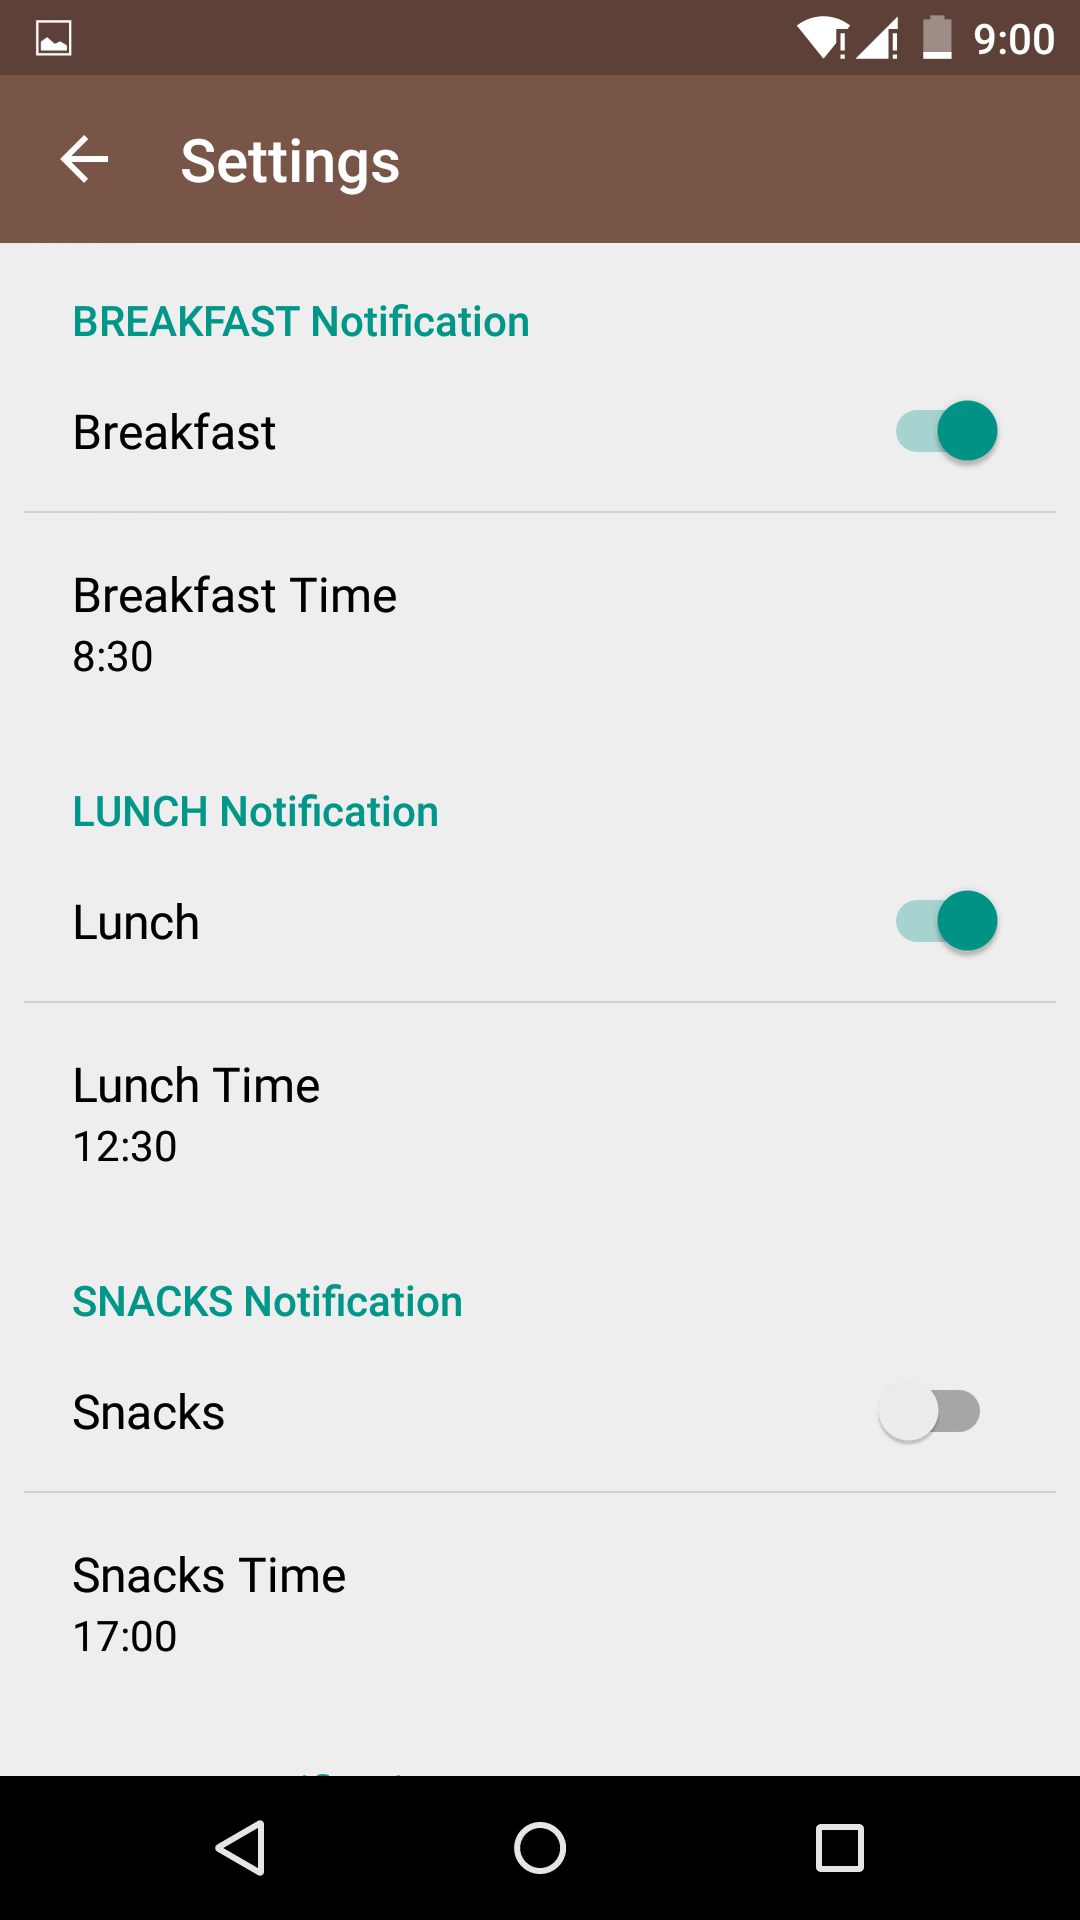 9:00
Settings
BREAKFAST Notification
Breakfast
Breakfast Time
8:30
LUNCH Notification
Lunch
Lunch Time
12:30
SNACKS Notification
Snacks
Snacks Time
17:00